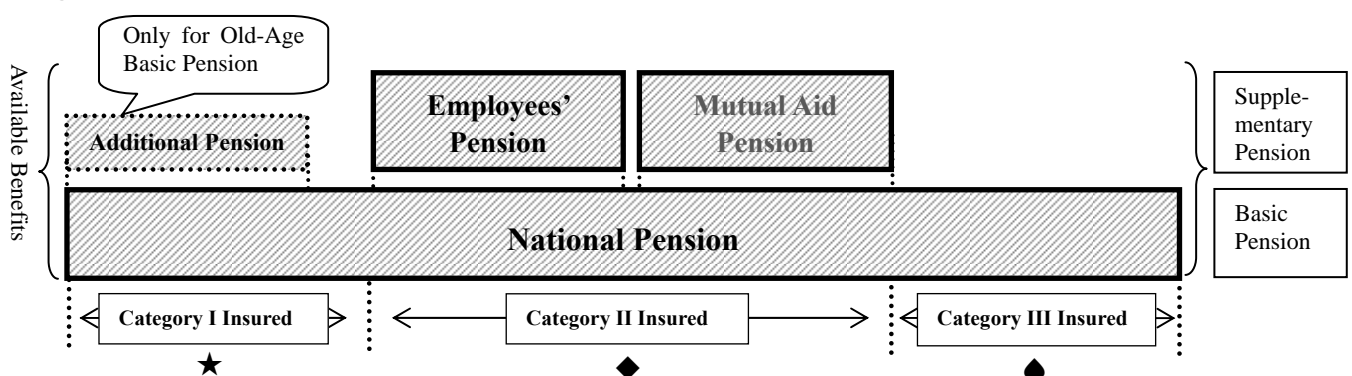 Only for Old-Age
Basic Pension
Available Benefits
Additional Pension
Employees’
Pension
Mutual Aid
Pension
Supple-
mentary
Pension
National Pension
Basic
Pension
Category I Insured
Category II Insured
Category III Insured